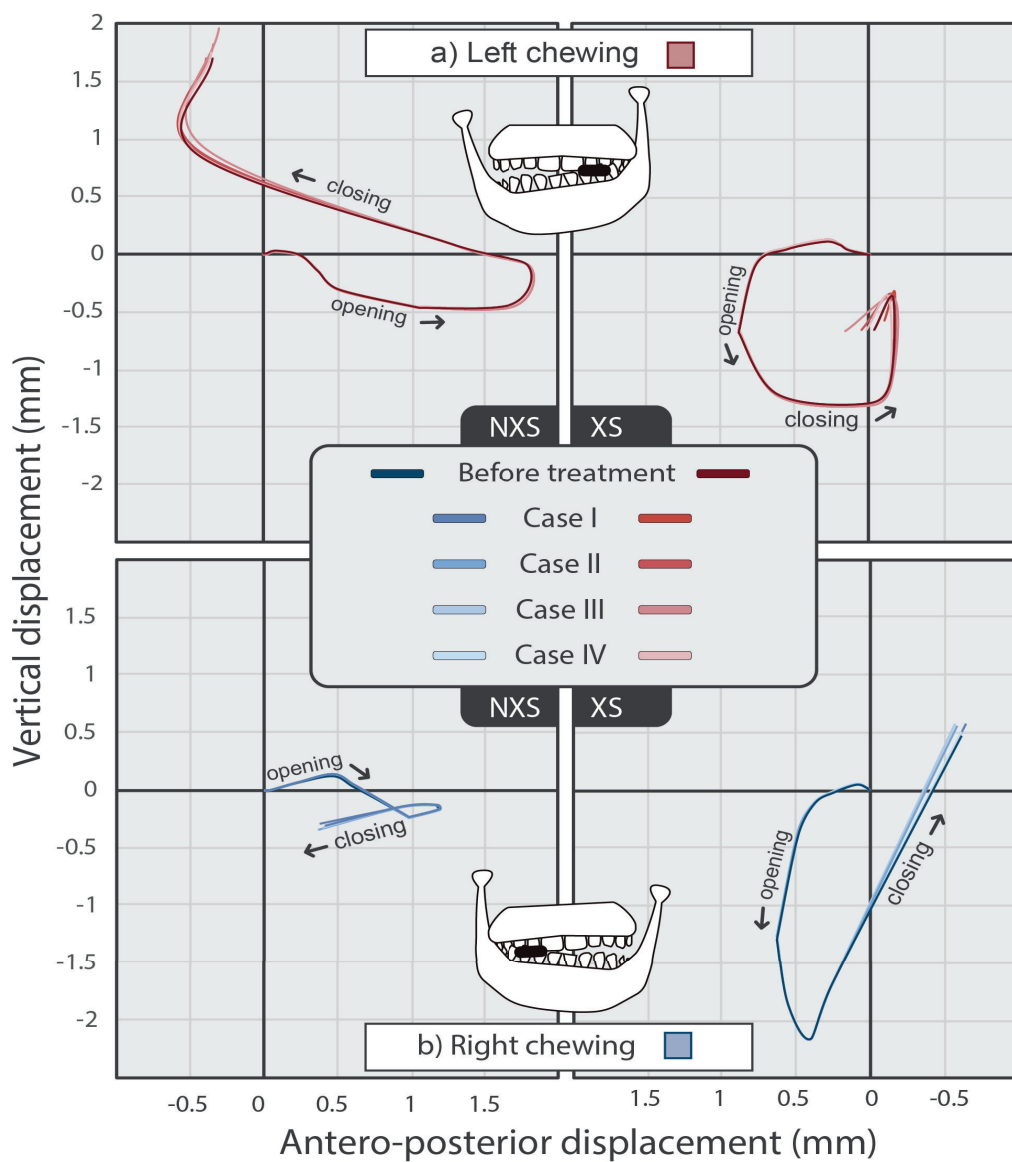 2
1.5
1
0.5
0
-0.5
-1
-1.5
-2
a) Left chewing
closing
opening
opening
closing
NXS
XS
Before treatment
Case I
Case II
Case III
Case IV
NXS
XS
Vertical displacement (mm)
1.5
1
0.5
0
-0.5
-1
-1.5
-2
opening
closing
opening
closing
b) Right chewing
-0.5
0
0.5
1
1.5
1.5
1
0.5
0
-0.5
Antero-posterior displacement (mm)